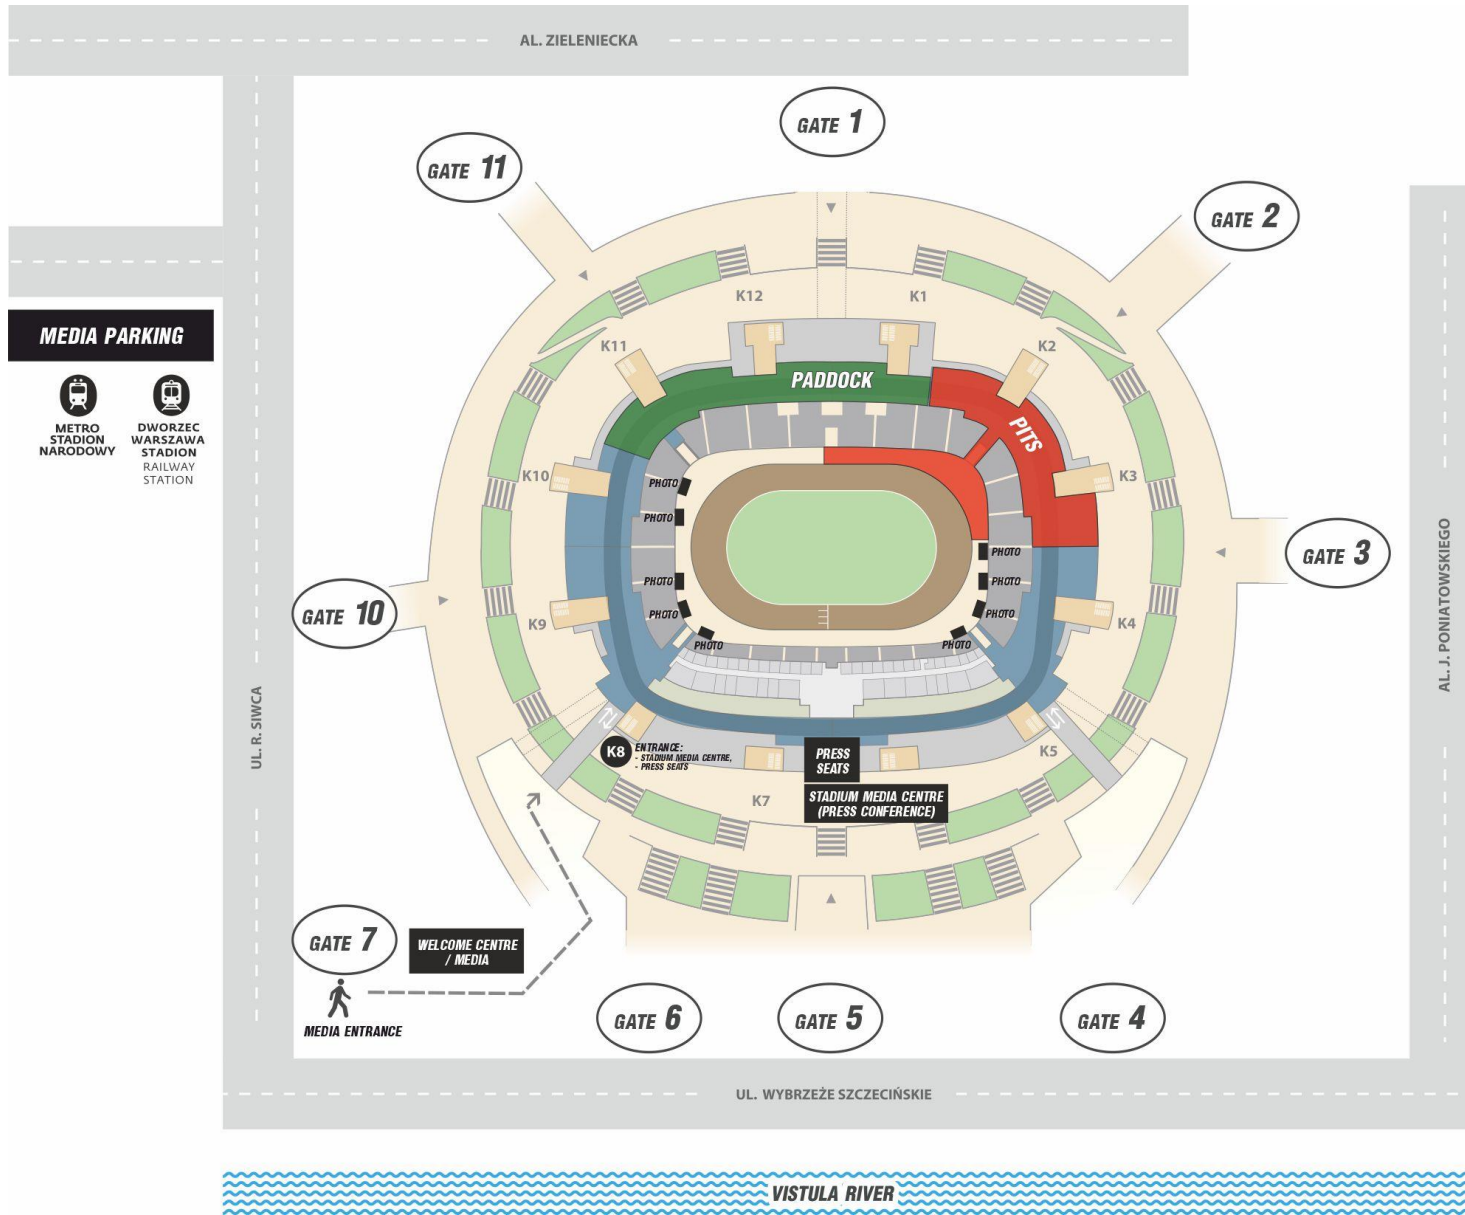 AL. ZIELENIECKA
GATE 1
GATE 11
GATE 2
K12
K1
MEDIA PARKING
K11
K2
PADDOCK
PITS
METRO
STADION
NARODOWY
DWORZEC
WARSZAWA
STADION
RAILWAY
STATION
K10
K3
PHOTO
PHOTO
PHOTO
PHOTO
PHOTO
PHOTO
PHOTO
PHOTO
PHOTO
PHOTO
GATE 3
GATE 10
K9
K4
AL. J. PONIATOWSKIEGO
UL. R. SIWCA
K8
ENTRANCE:
- STADIUM MEDIA CENTRE,
- PRESS SEATS
PRESS
SEATS
K5
STADIUM MEDIA CENTRE
(PRESS CONFERENCE)
K7
GATE 7
WELCOME CENTRE
/ MEDIA
MEDIA ENTRANCE
GATE 6
GATE 5
GATE 4
UL. WYBRZEŻE SZCZECIŃSKIE
VISTULA RIVER